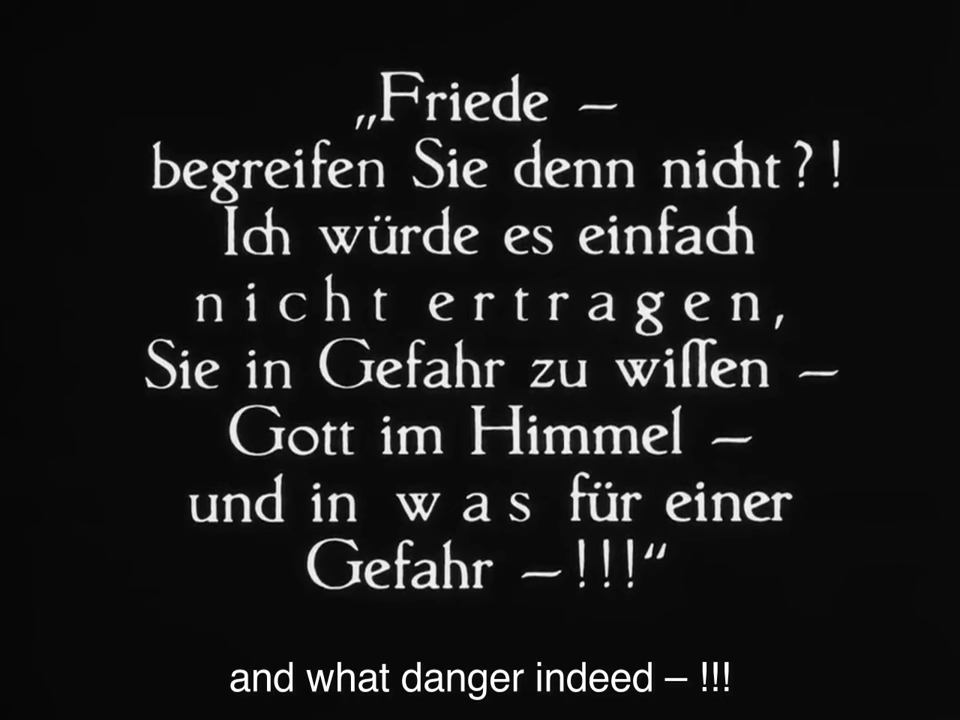 „Friede –
begreifen Sie denn nicht?!
Ich würde es einfach
nicht ertragen,
Sie in Gefahr zu wiſſen –
Gott im Himmel –
und in was für einer
Gefahr –!!!“
and what danger indeed – !!!